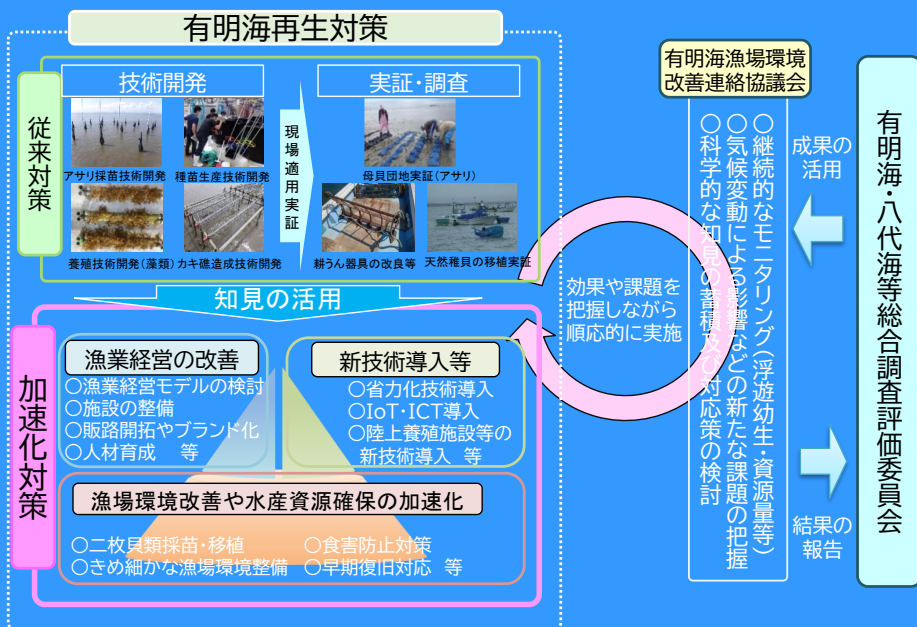 有明海再生対策
従来対策
技術開発
アサリ採苗技術開発
種苗生産技術開発
養殖技術開発(藻類)
カキ礁造成技術開発
現場適用実証
実証・調査
母貝団地実証(アサリ)
耕うん器具の改良等
天然稚貝の移植実証
知見の活用
加速化対策
漁業経営の改善
○漁業経営モデルの検討
○施設の整備
○販路開拓やブランド化
○人材育成 等
新技術導入等
○省力化技術導入
○IoT・ICT導入
○陸上養殖施設等の
新技術導入 等
漁場環境改善や水産資源確保の加速化
○二枚貝類採苗・移植
○食害防止対策
○きめ細かな漁場環境整備
○早期復旧対応 等
効果や課題を
把握しながら
順応的に実施
有明海漁場環境
改善連絡協議会
○継続的なモニタリング(浮遊幼生・資源量等)
○気候変動による影響などの新たな課題の把握
○科学的な知見の蓄積及び対応策の検討
成果の
活用
結果の
報告
有明海・八代海等総合調査評価委員会